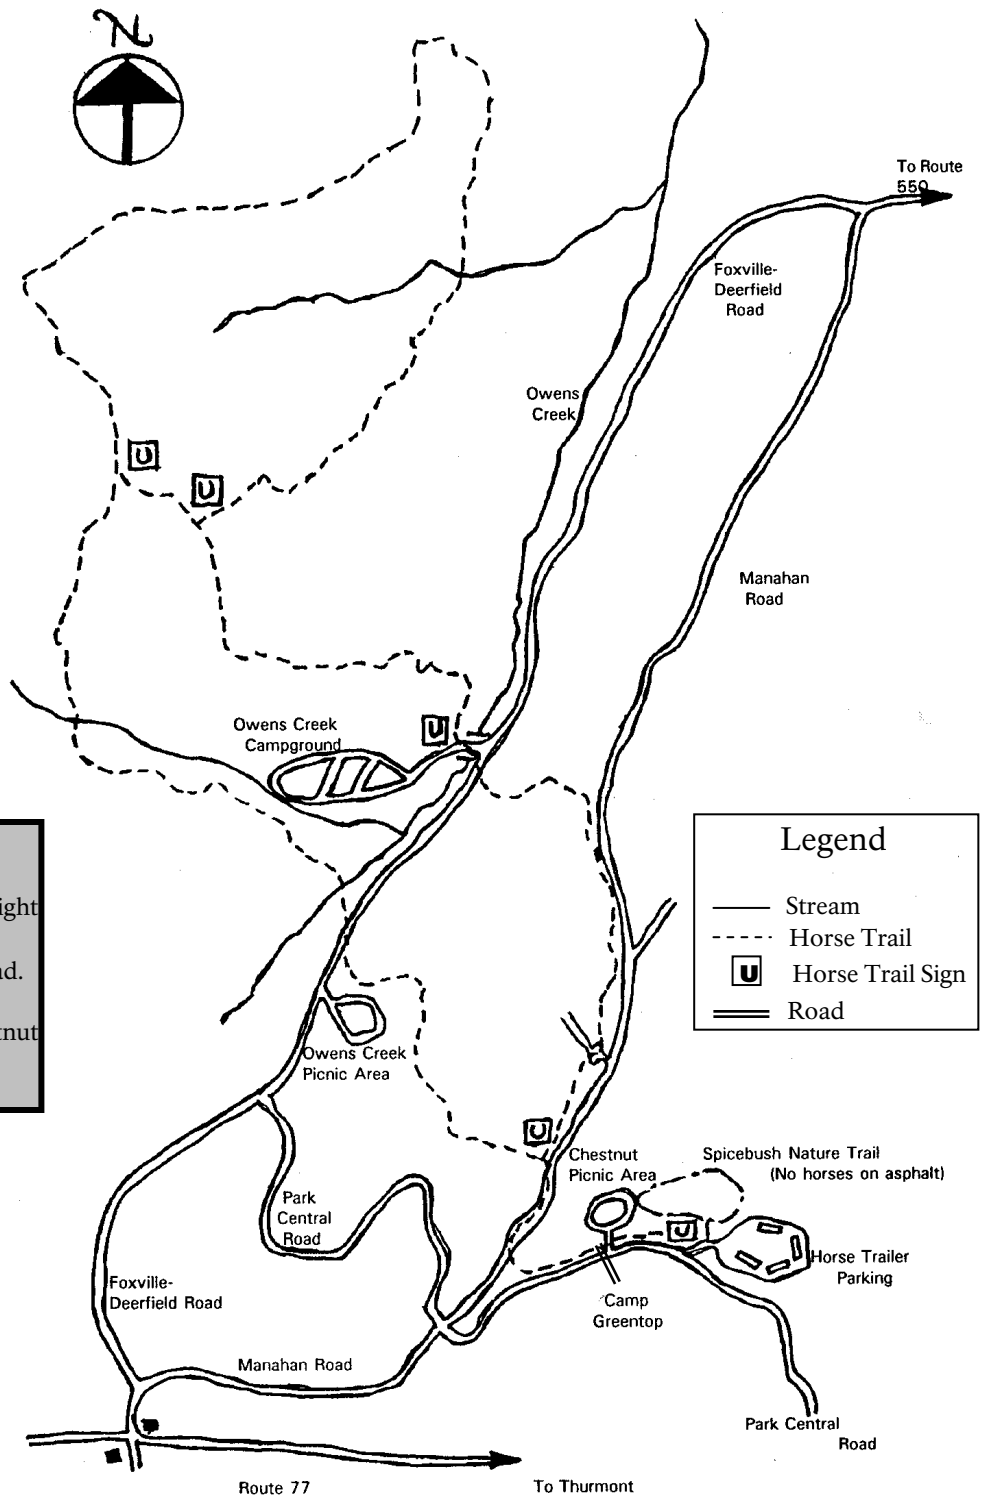 N
To Route
550
Foxville-
Deerfield
Road
Owens
Creek
U
U
Manahan
Road
Owens Creek
Campground
U
ight
d.
tnut
Legend
Stream
Horse Trail
U Horse Trail Sign
Road
Owens Creek
Picnic Area
U
Chestnut
Picnic Area
Spicebush Nature Trail
(No horses on asphalt)
Park
Central
Road
U
Horse Trailer
Parking
Foxville-
Deerfield Road
Camp
Greentop
Manahan Road
Park Central
Road
Route 77
To Thurmont